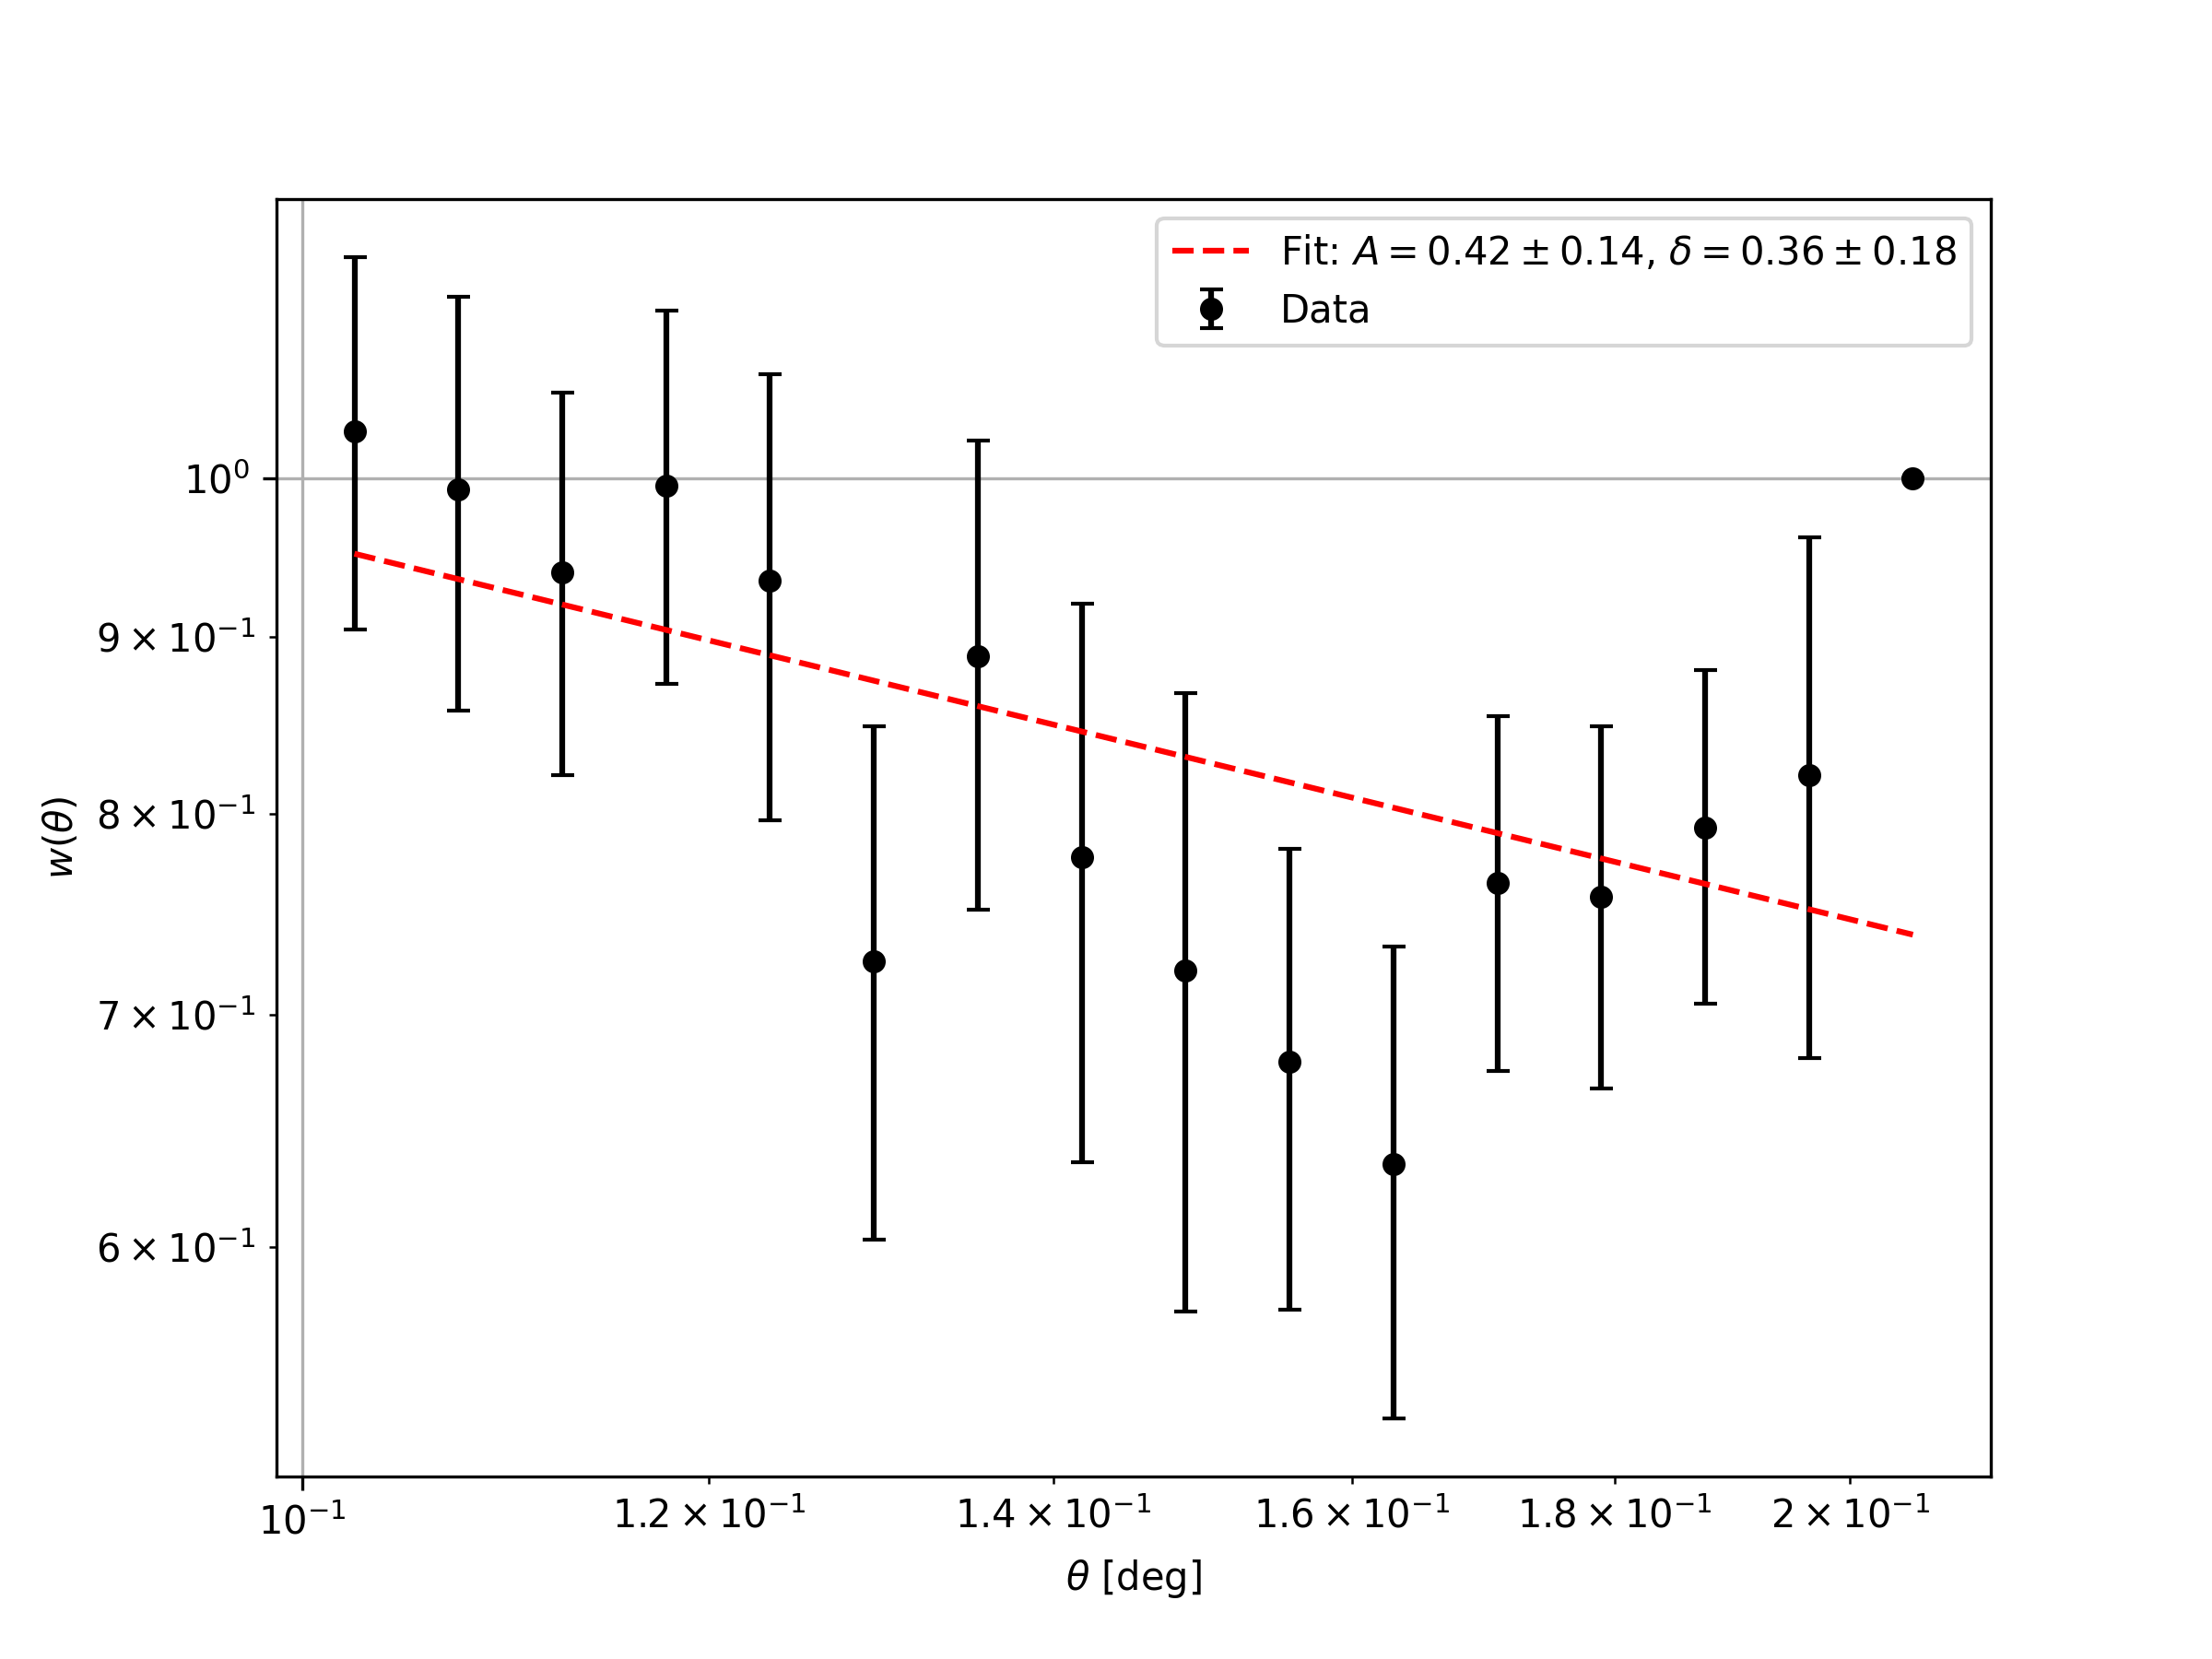 Fit: A = 0.42 ± 0.14, δ = 0.36 ± 0.18
Data
10⁰
9 × 10⁻¹
8 × 10⁻¹
7 × 10⁻¹
6 × 10⁻¹
w(θ)
10⁻¹ 1.2 × 10⁻¹ 1.4 × 10⁻¹ 1.6 × 10⁻¹ 1.8 × 10⁻¹ 2 × 10⁻¹
θ [deg]